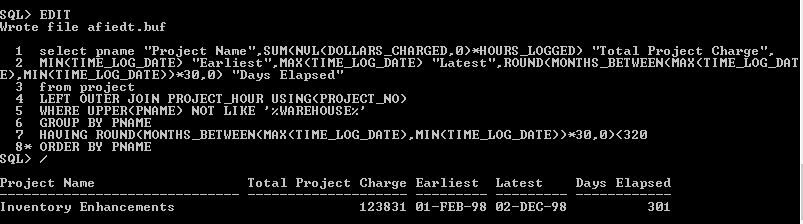 SQL> EDIT
Wrote file afiedt.buf
1 select pname "Project Name",SUM(NVL(DOLLARS_CHARGED,0)*HOURS_LOGGED) "Total Project Charge",
2 MIN(TIME_LOG_DATE) "Earliest",MAX(TIME_LOG_DATE) "Latest",ROUND(MONTHS_BETWEEN(MAX(TIME_LOG_DAT
E),MIN(TIME_LOG_DATE))*30,0) "Days Elapsed"
3 from project
4 LEFT OUTER JOIN PROJECT_HOUR USING(PROJECT_NO)
5 WHERE UPPER(PNAME) NOT LIKE '%WAREHOUSE%'
6 GROUP BY PNAME
7 HAVING ROUND(MONTHS_BETWEEN(MAX(TIME_LOG_DATE),MIN(TIME_LOG_DATE))*30,0)<320
8* ORDER BY PNAME
SQL> /
Project Name Total Project Charge Earliest Latest Days Elapsed
------------------------------ -------------------- --------- --------- ------------
Inventory Enhancements 123831 01-FEB-98 02-DEC-98 301